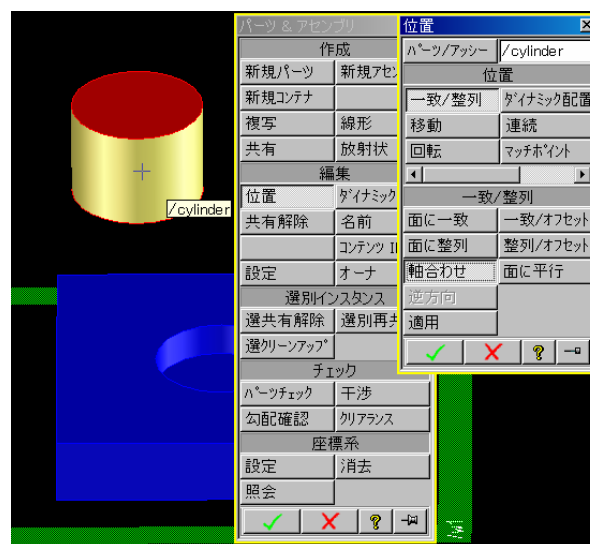 パーツ & アセンブリ
作成
新規パーツ 新規アセン
新規コンテナ
複写 線形
共有 放射状
編集
位置 ダイナミック
共有解除 名前
コンテンツ I
設定 オーナ
選別インスタンス
選共有解除 選別再共
選クリーンアップ
チェック
パーツチェック 干渉
勾配確認 クリアランス
座標系
設定 消去
照会
位置
パーツ/アッシー /cylinder
位置
一致/整列 ダイナミック配置
移動 連続
回転 マッチポイント
一致/整列
面に一致 一致/オフセット
面に整列 整列/オフセット
軸合わせ 面に平行
逆方向
適用
/cylinder